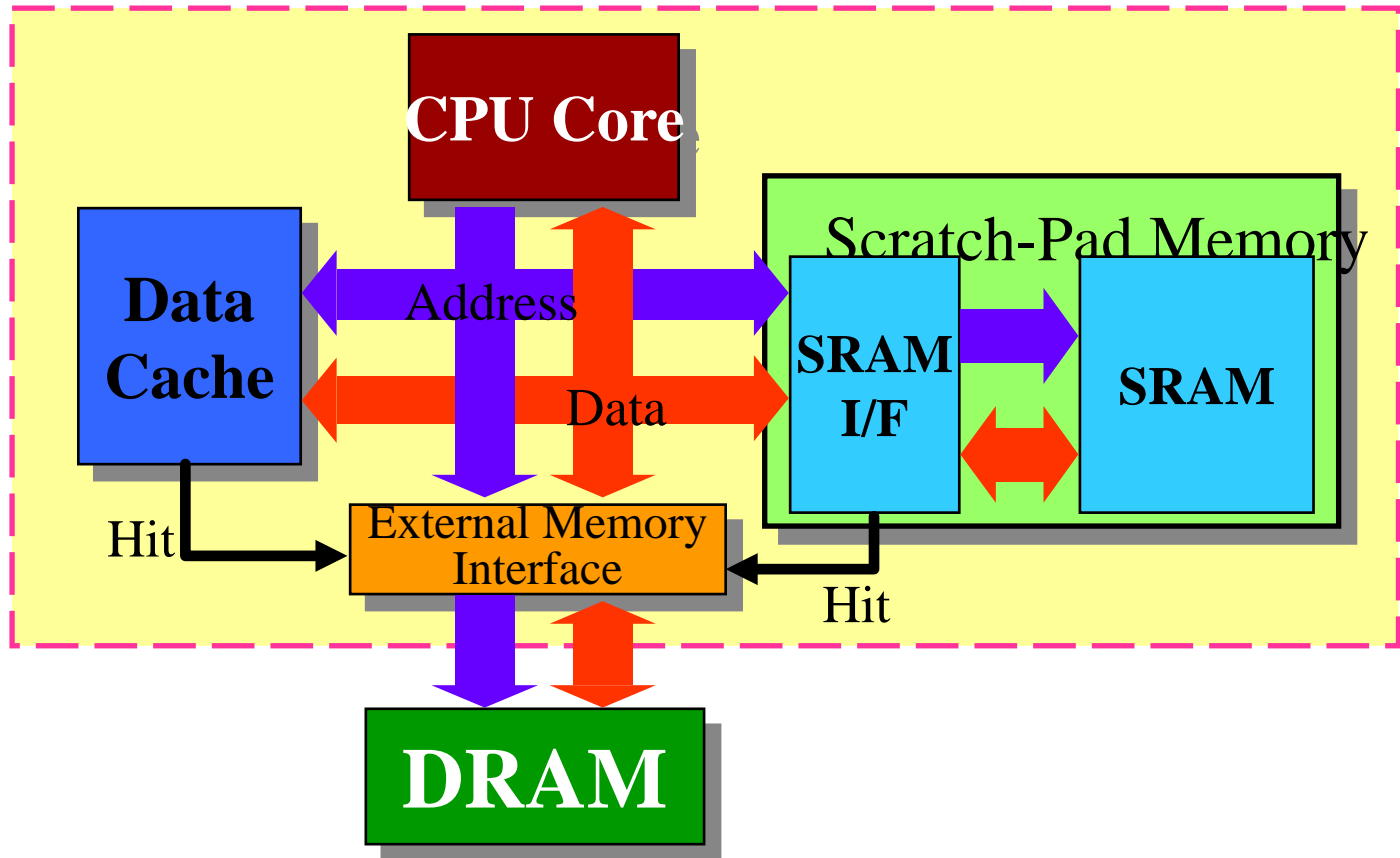 CPU Core
Scratch-Pad Memory
Data
Cache
Address
SRAM
I/F
SRAM
Data
External Memory
Interface
Hit
Hit
DRAM